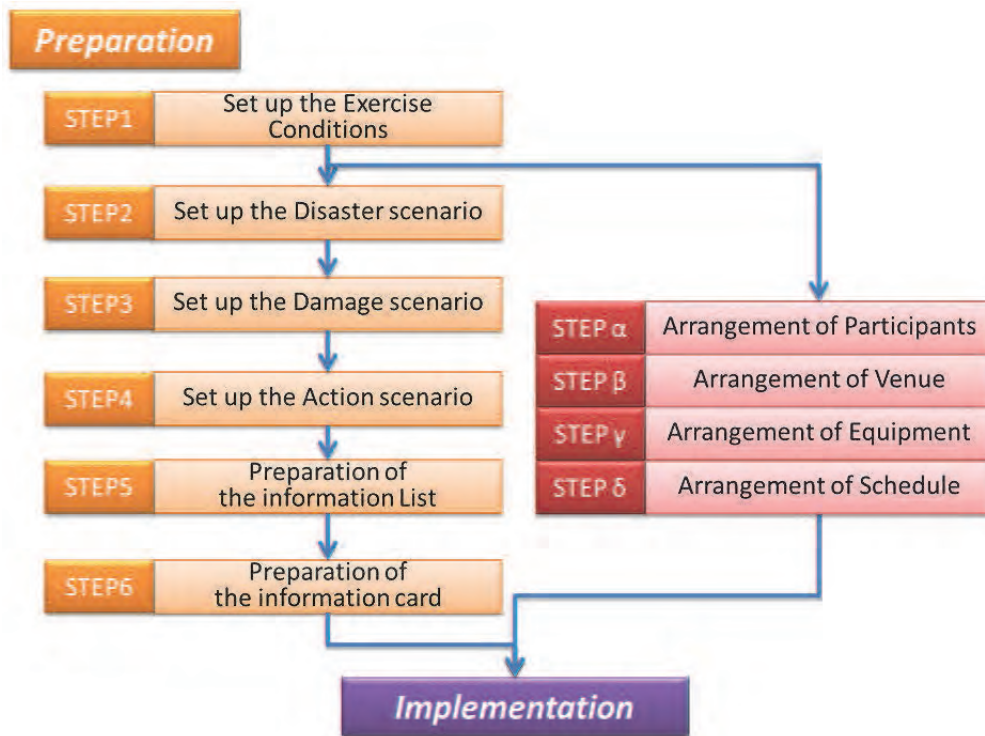 Preparation
STEP1
Set up the Exercise
Conditions
STEP2
Set up the Disaster scenario
STEP3
Set up the Damage scenario
STEP4
Set up the Action scenario
STEP5
Preparation of
the information List
STEP6
Preparation of
the information card
STEP α
Arrangement of Participants
STEP β
Arrangement of Venue
STEP γ
Arrangement of Equipment
STEP δ
Arrangement of Schedule
Implementation